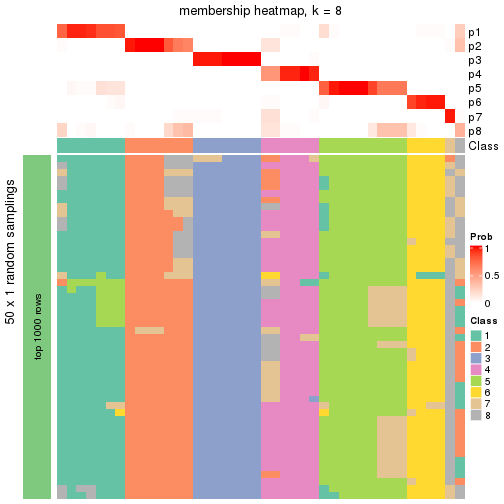 membership heatmap, k = 8
p1
p2
p3
p4
p5
p6
p7
p8
Class
50 x 1 random samplings
top 1000 rows
Prob
1
0.5
0
Class
1
2
3
4
5
6
7
8